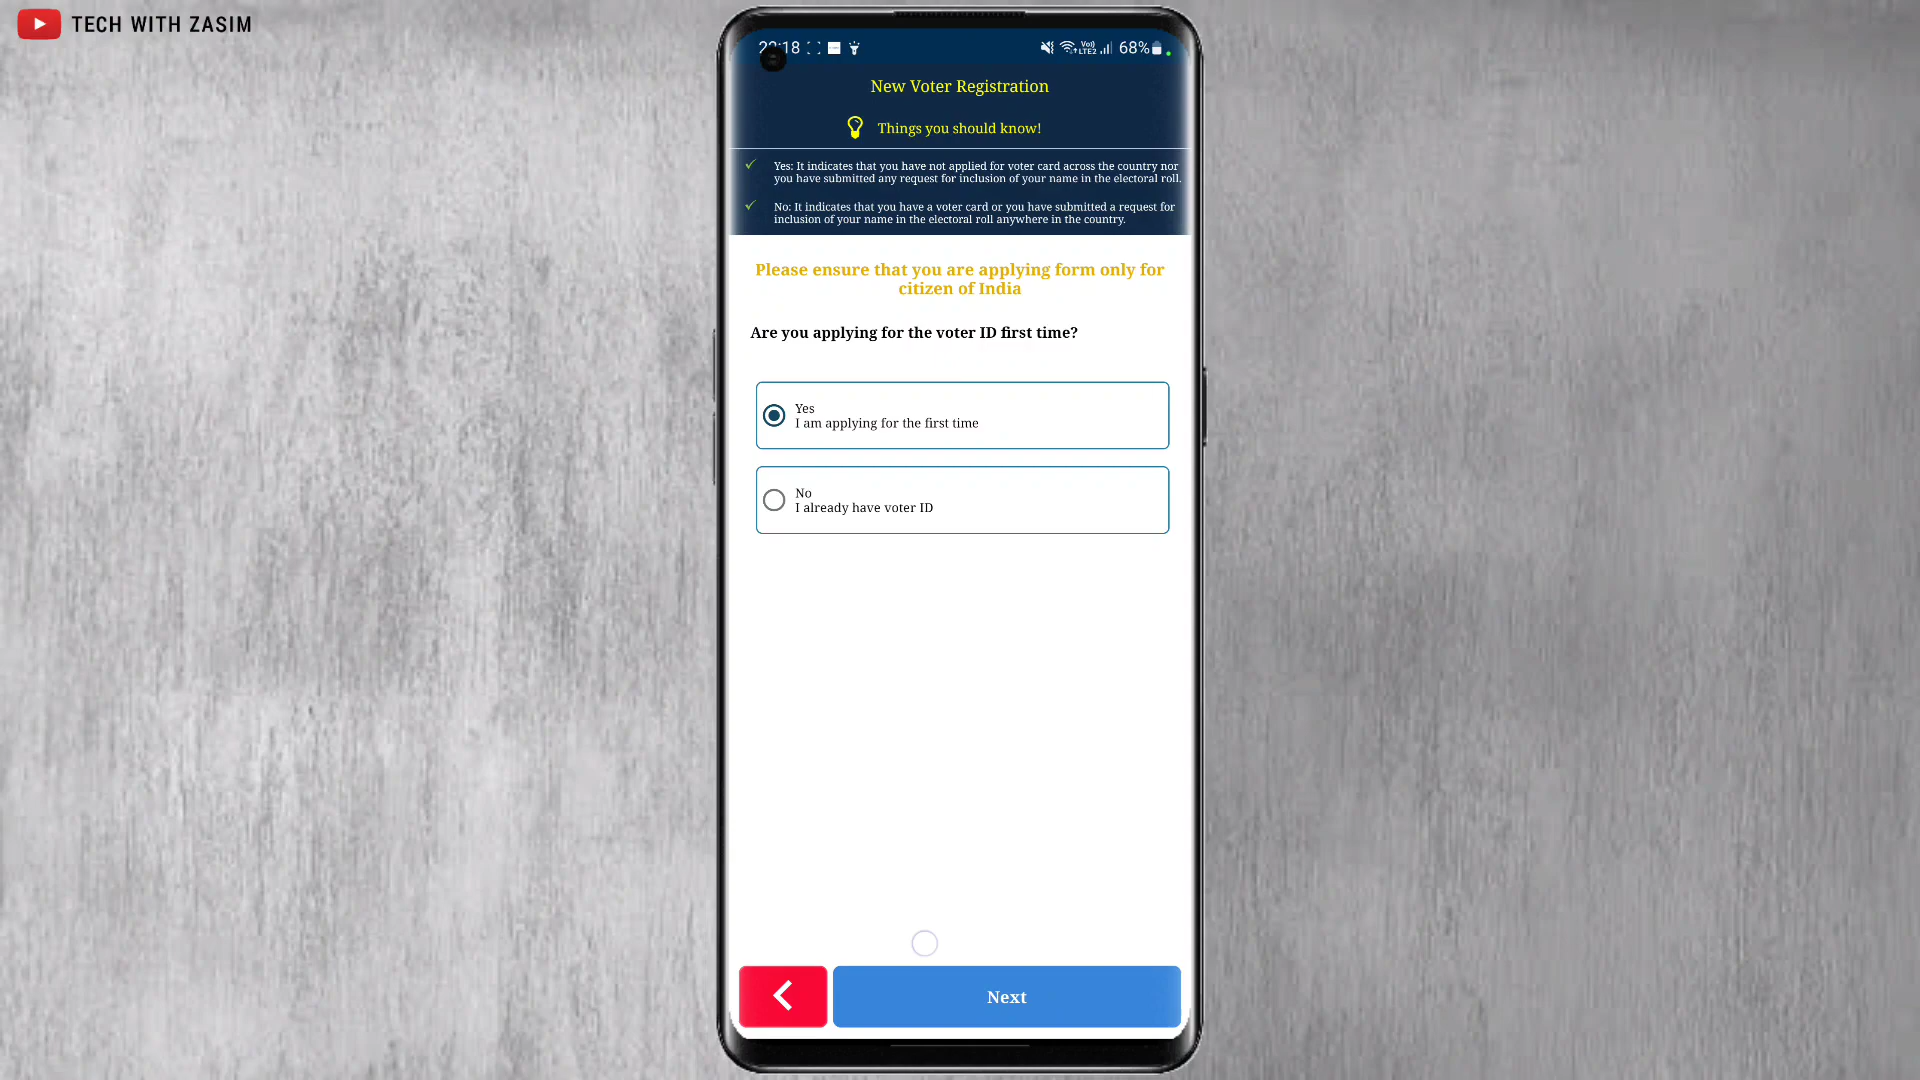 TECH WITH ZASIM
68%
New Voter Registration
Things you should know!
Yes: It indicates that you have not applied for voter card across the country nor
you have submitted any request for inclusion of your name in the electoral roll.
No: It indicates that you have a voter card or you have submitted a request for
inclusion of your name in the electoral roll anywhere in the country.
Please ensure that you are applying form only for
citizen of India
Are you applying for the voter ID first time?
Yes
I am applying for the first time
No
I already have voter ID
Next